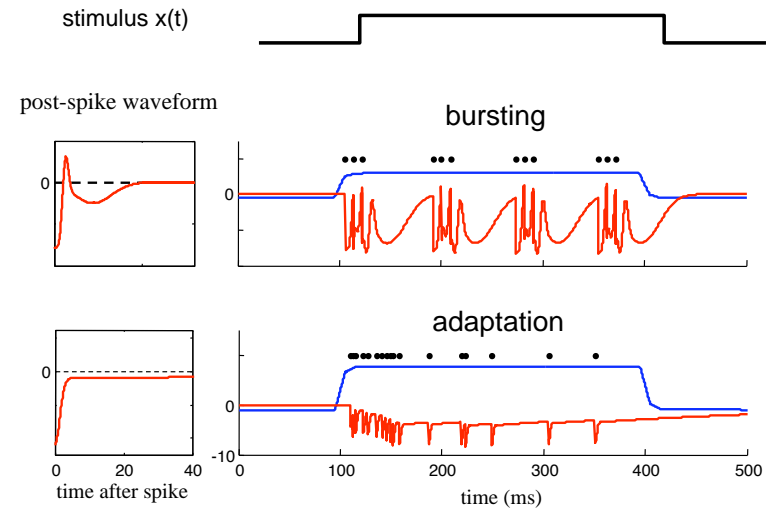 stimulus x(t)
post-spike waveform
bursting
0
0
adaptation
0
0
-10
0 20 40
0 100 200 300 400 500
time after spike
time (ms)